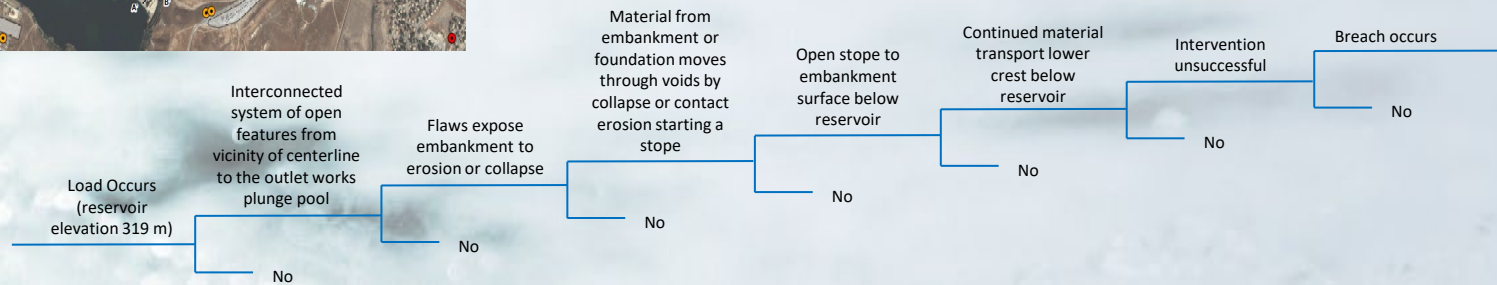 A'
B'
Load Occurs
(reservoir
elevation 319 m)
No
Interconnected
system of open
features from
vicinity of centerline
to the outlet works
plunge pool
No
Flaws expose
embankment to
erosion or collapse
No
Material from
embankment or
foundation moves
through voids by
collapse or contact
erosion starting a
stope
No
Open stope to
embankment
surface below
reservoir
No
Continued material
transport lower
crest below
reservoir
No
Intervention
unsuccessful
No
Breach occurs